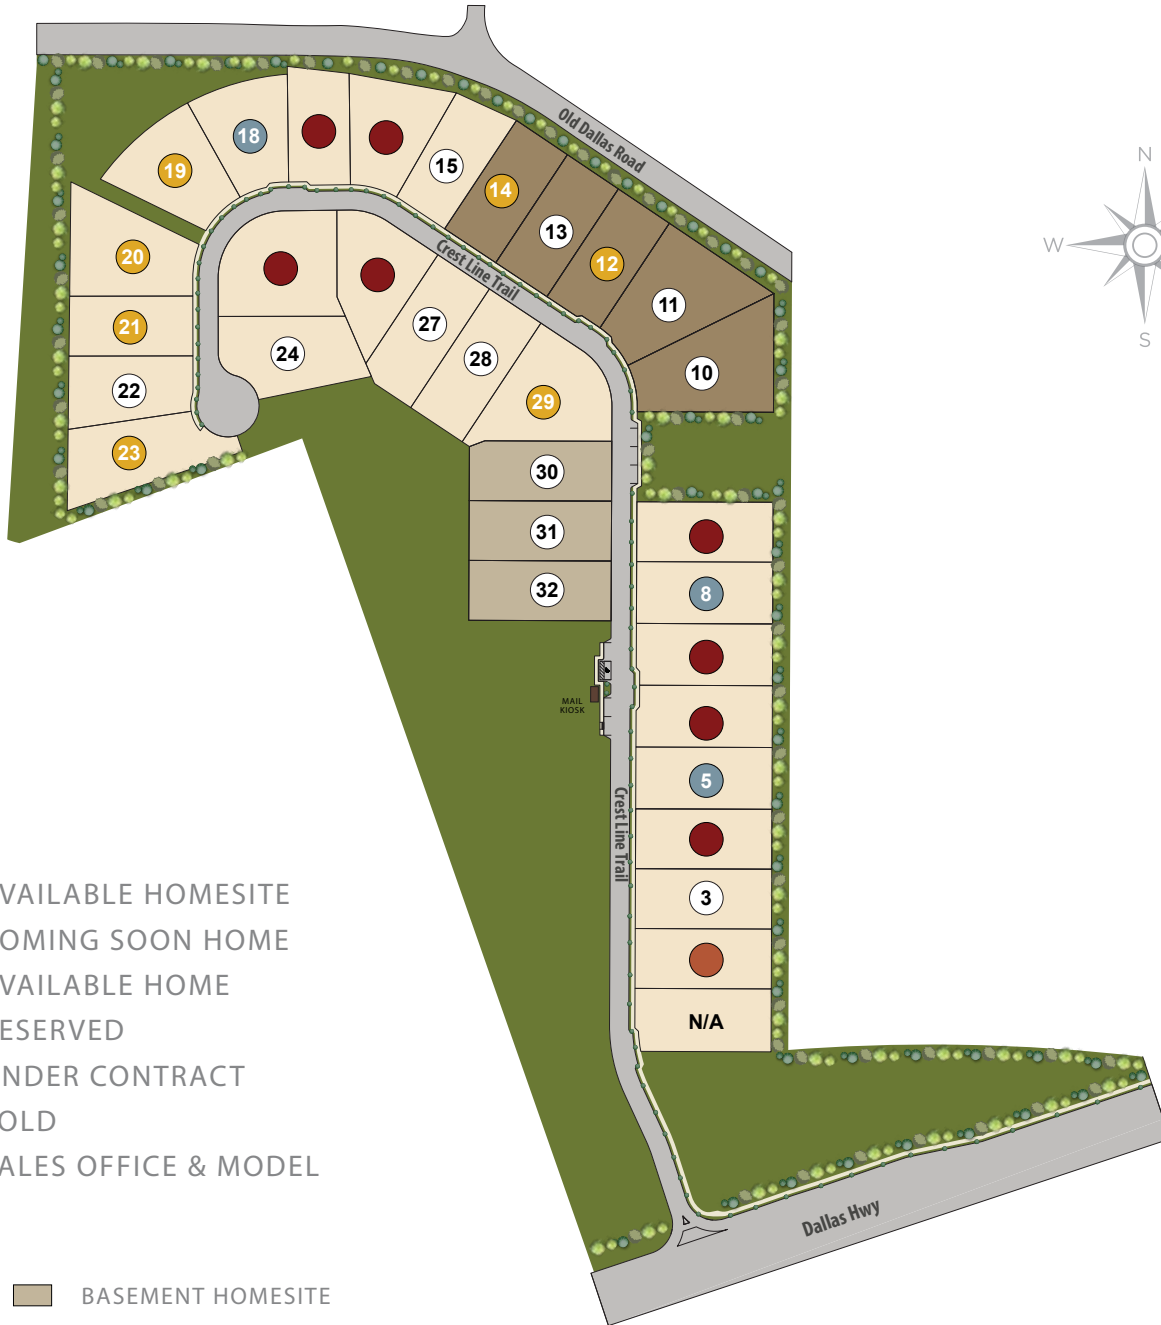 Old Dallas Road
N
W
S
18
15
19
14
13
12
Crest Line Trail
20
11
21
27
28
24
10
22
29
23
30
31
32
8
MAIL
KIOSK
5
Crest Line Trail
3
N/A
VAILABLE HOMESITE
OMING SOON HOME
VAILABLE HOME
ESERVED
NDER CONTRACT
OLD
ALES OFFICE & MODEL
Dallas Hwy
BASEMENT HOMESITE